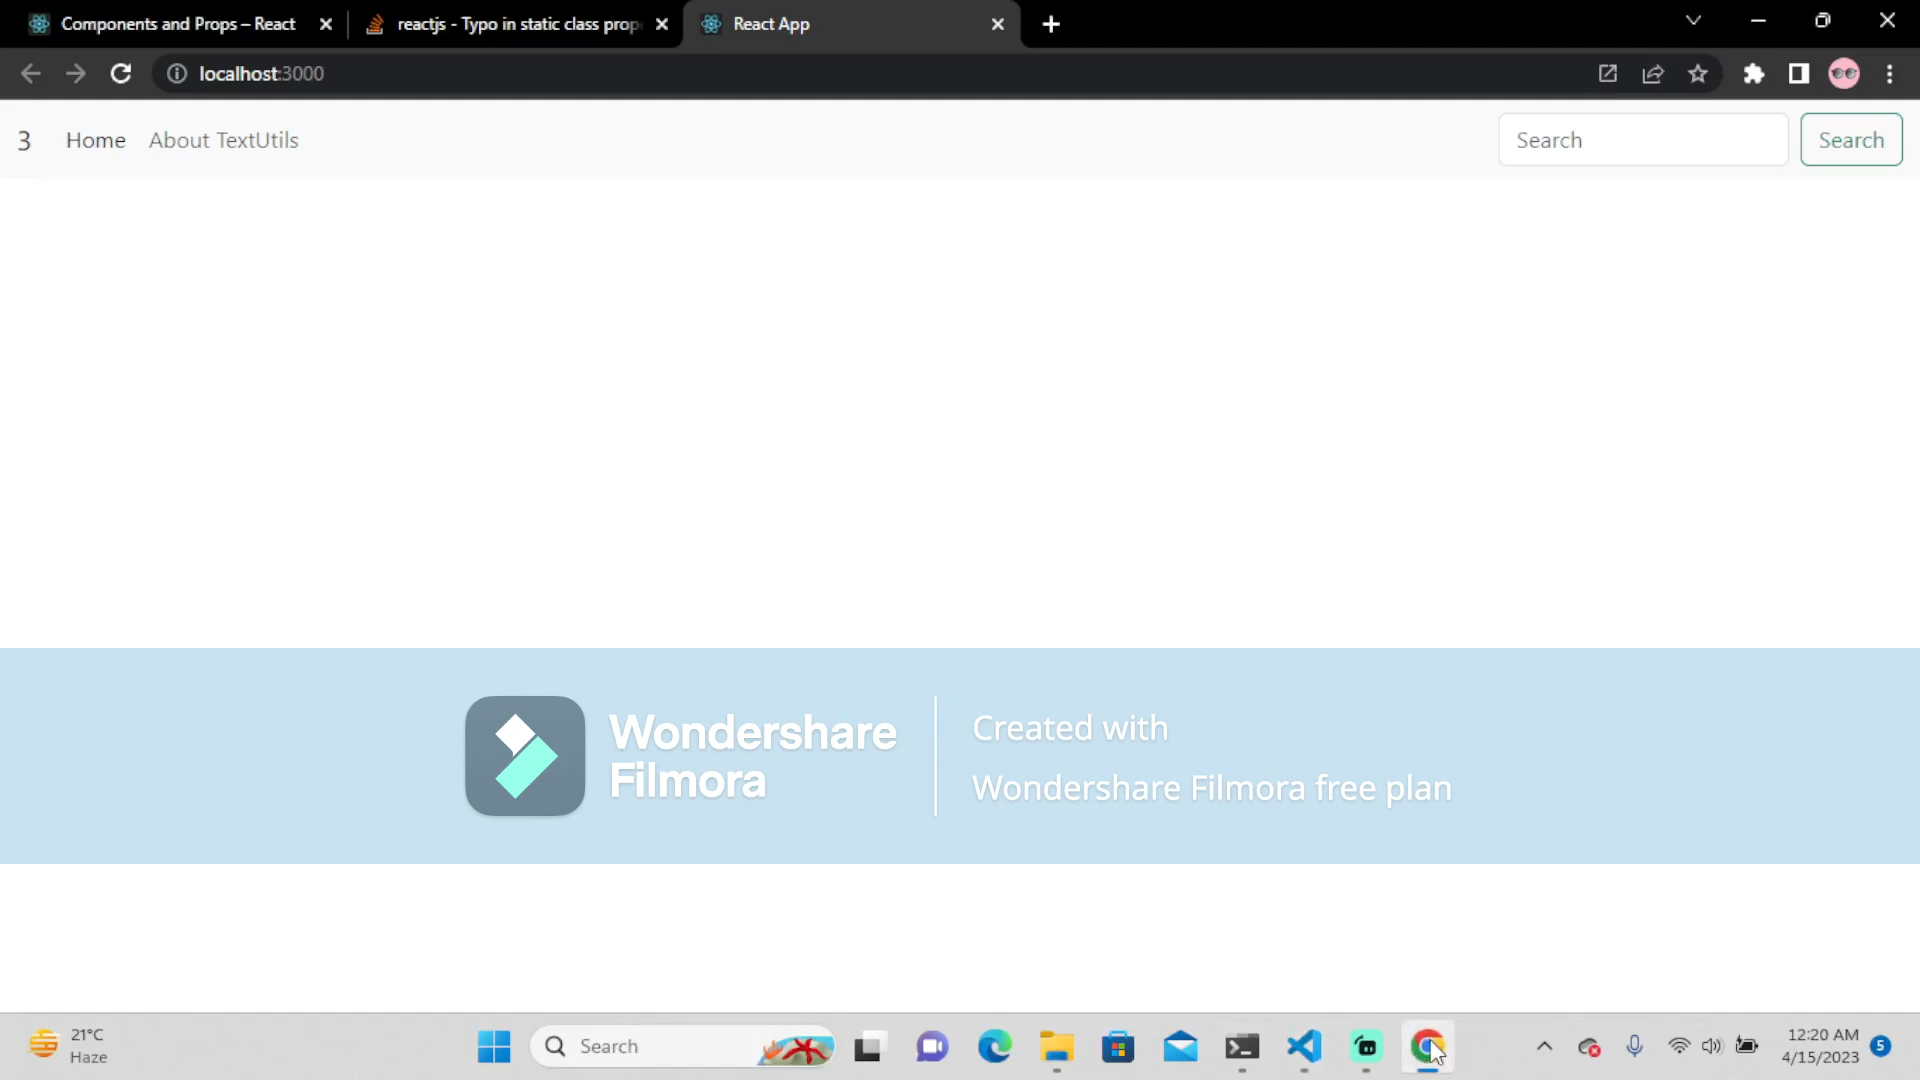 Components and Props – React
reactjs - Typo in static class prop
React App
localhost:3000
3 Home About TextUtils
Search
Search
Wondershare
Filmora
Created with
Wondershare Filmora free plan
21°C
Haze
Search
12:20 AM
4/15/2023
5